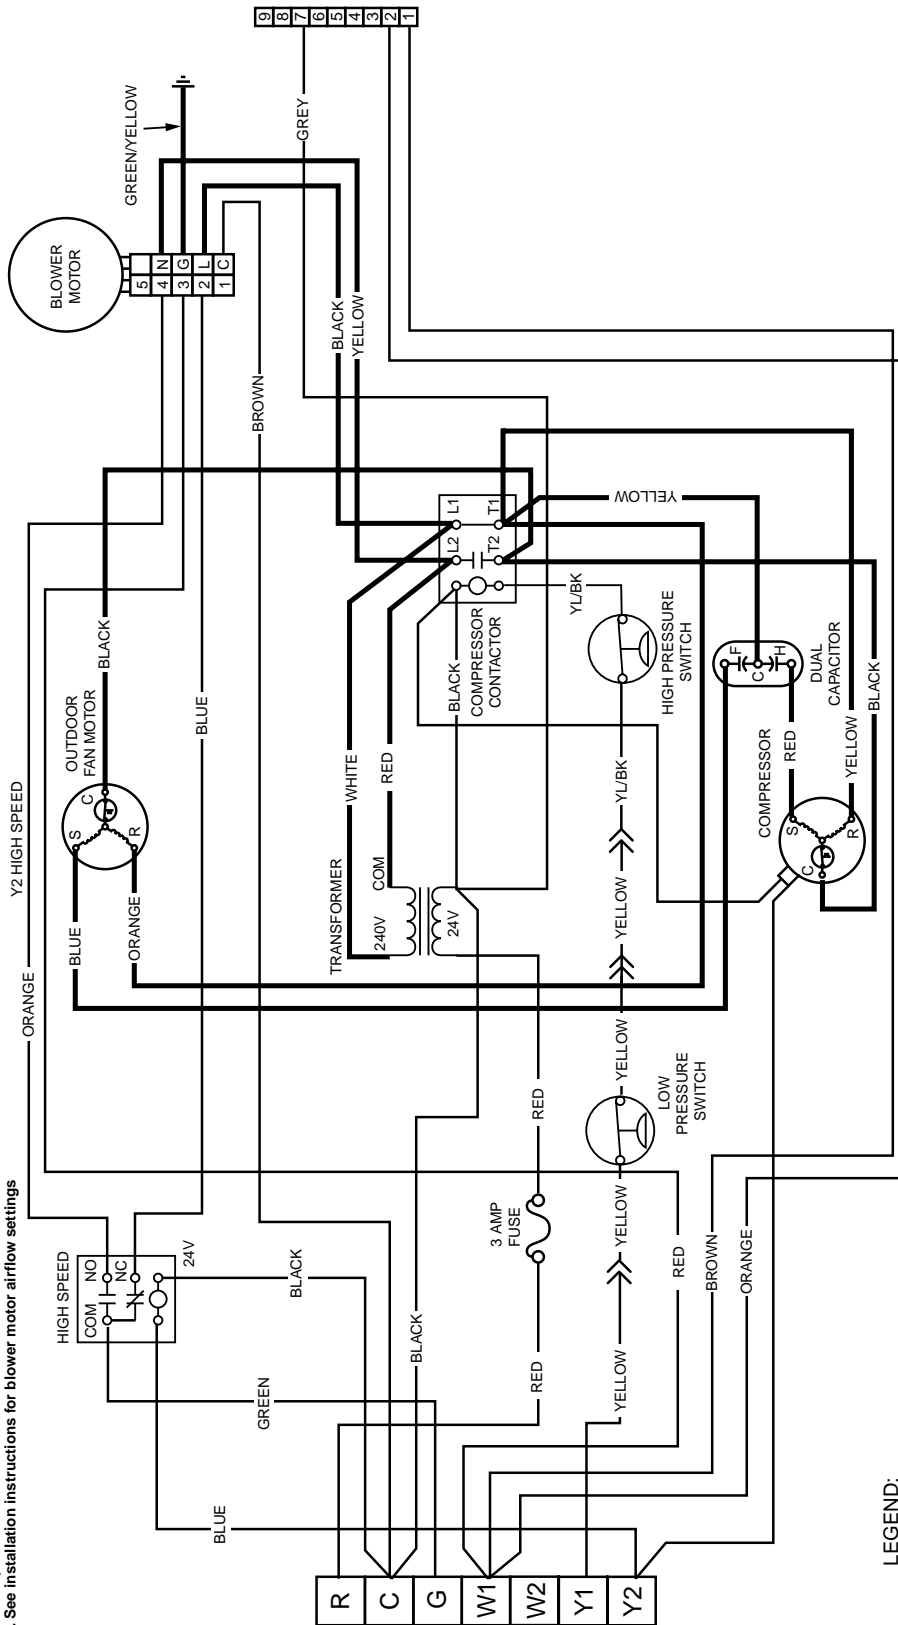 . See installation instructions for blower motor airflow settings
HIGH SPEED
COM
NO
NC
24V
Y2 HIGH SPEED
ORANGE
BLUE
GREEN
BLACK
BLACK
OUTDOOR
FAN MOTOR
S
C
R
BLUE
ORANGE
BLACK
BLUE
BROWN
BLOWER
MOTOR
5
4
3
2
1
N
G
L
C
GREEN/YELLOW
9
8
7
6
5
4
3
2
1
GREY
BLACK
YELLOW
TRANSFORMER
WHITE
240V
COM
RED
24V
BLACK
COMPRESSOR
CONTACTOR
L2
L1
T2
T1
YELLOW
YL/BK
HIGH PRESSURE
SWITCH
YL/BK
YELLOW
YELLOW
LOW
PRESSURE
SWITCH
YELLOW
YELLOW
3 AMP
FUSE
RED
RED
RED
BROWN
ORANGE
COMPRESSOR
S
C
R
RED
YELLOW
BLACK
F
C
H
DUAL
CAPACITOR
R
C
G
W1
W2
Y1
Y2
LEGEND: